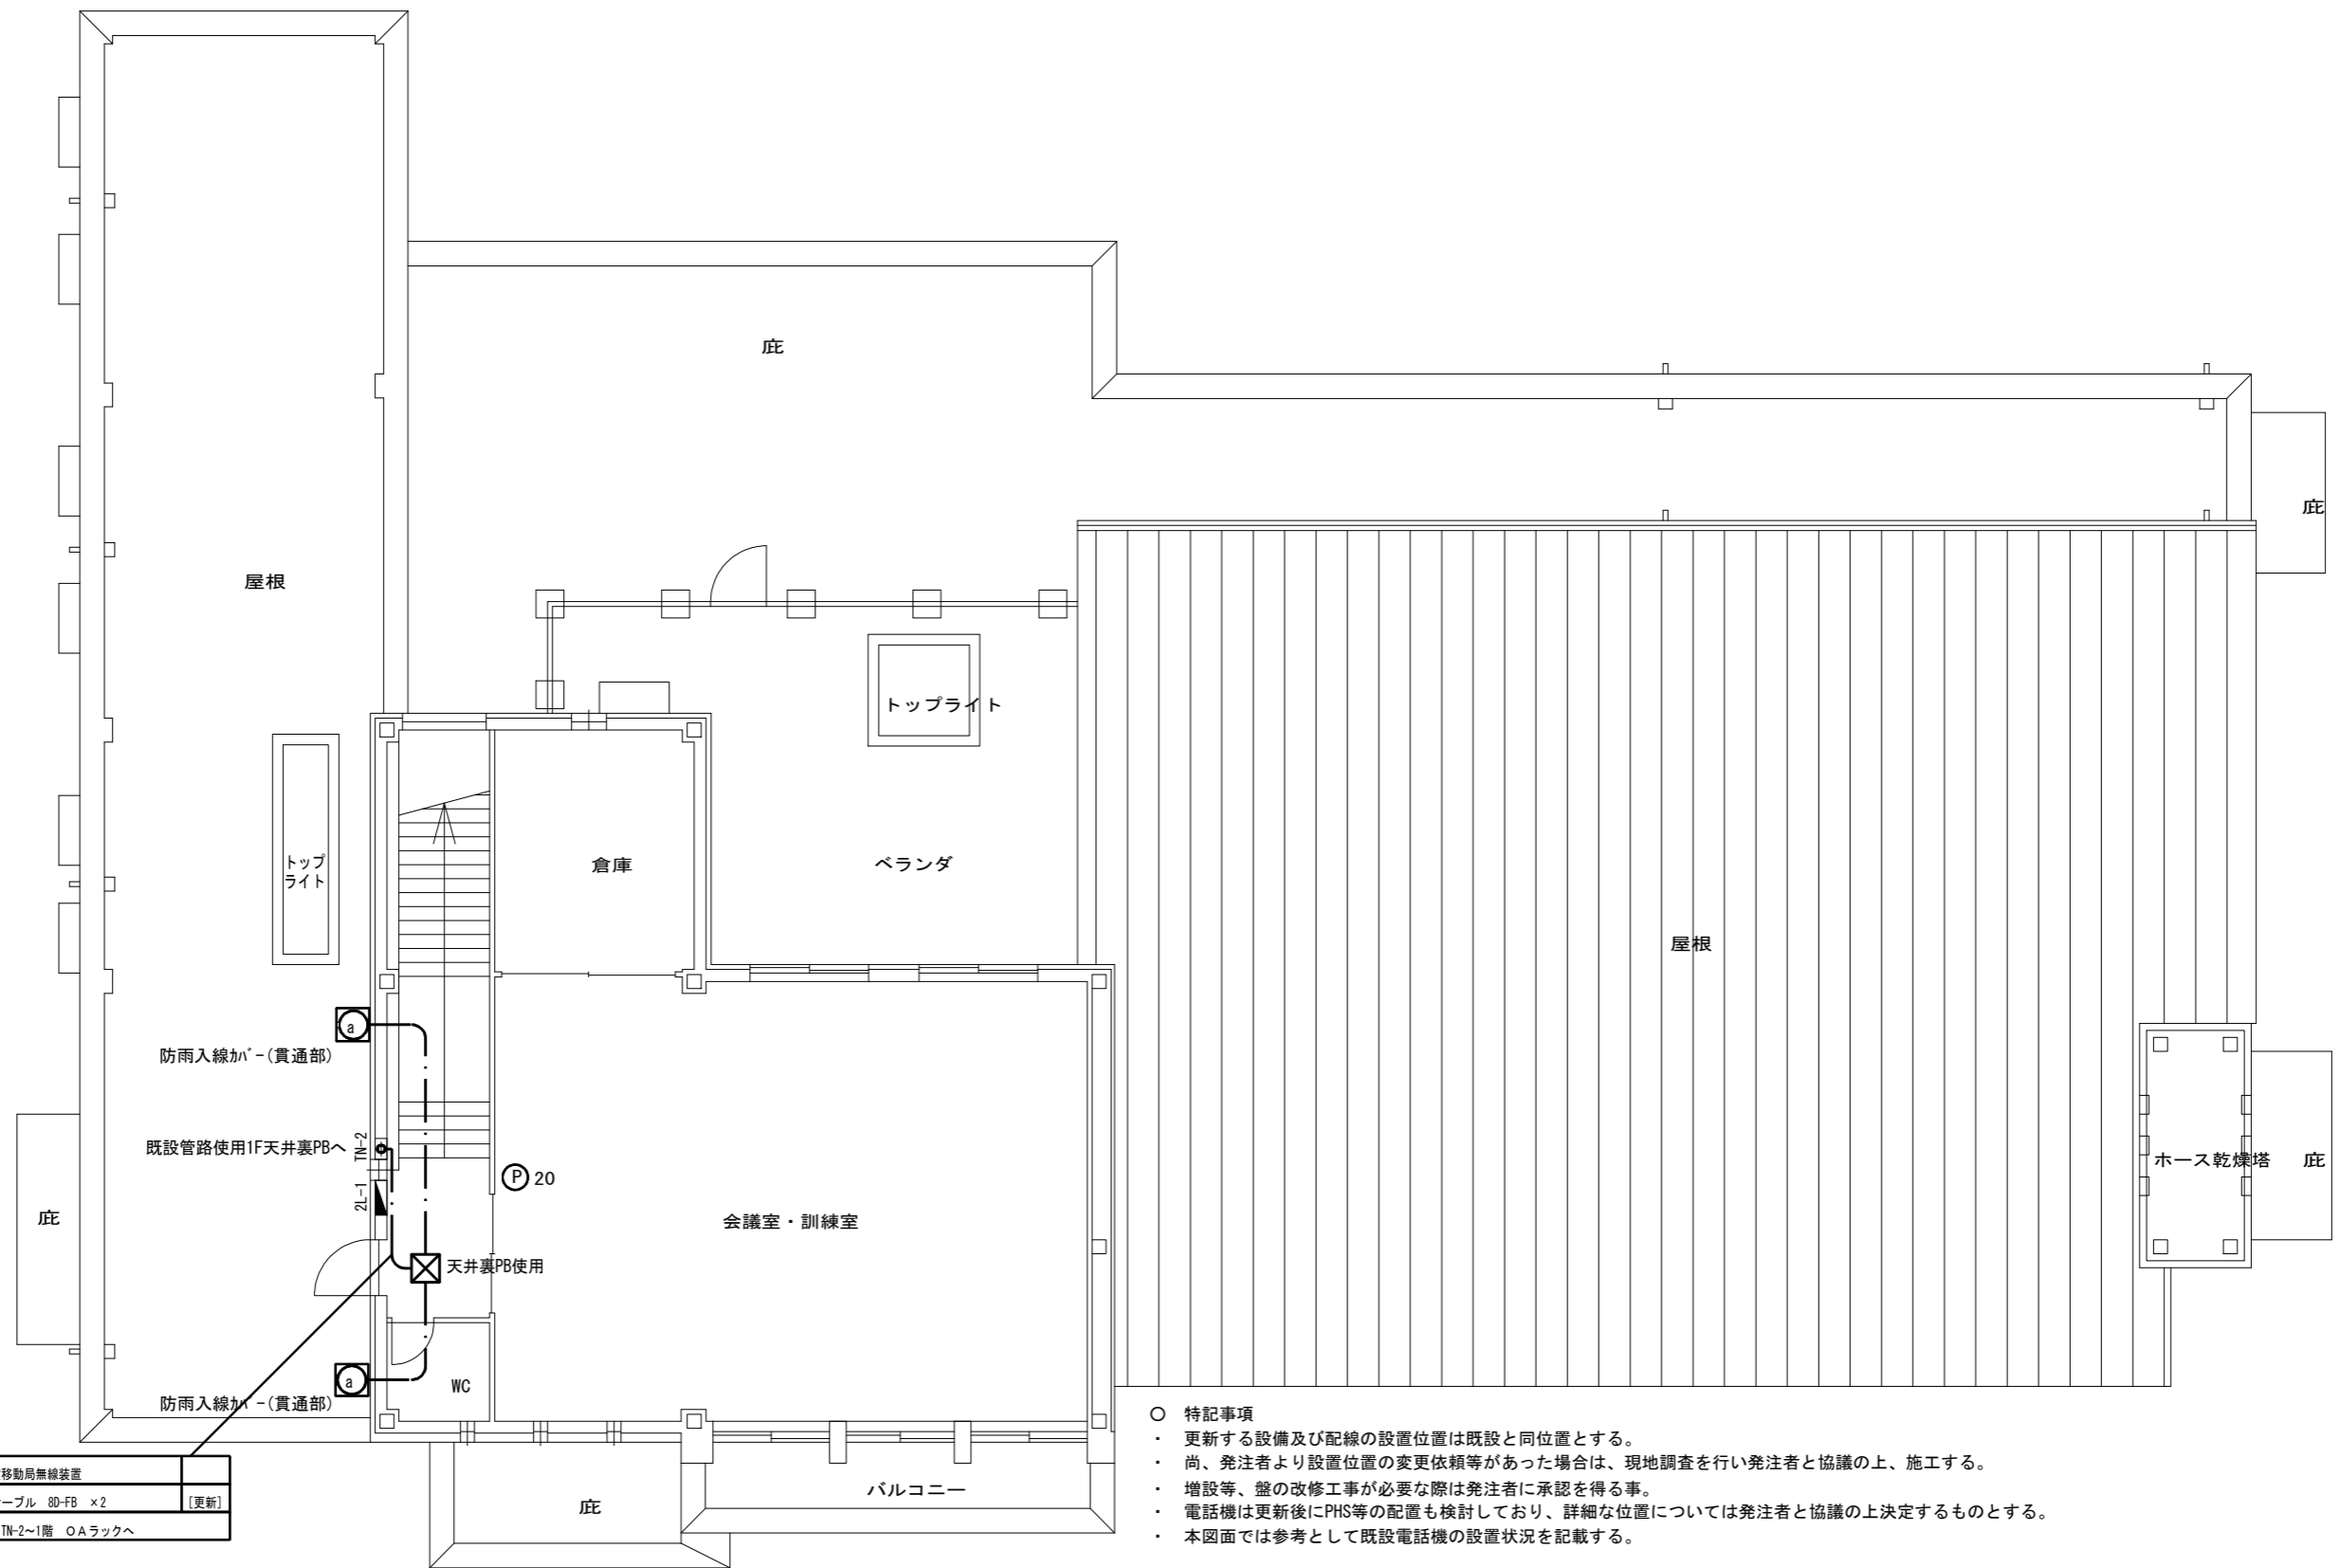 庇
庇
屋根
トップライト
トップ
ライト
倉庫
ベランダ
屋根
a
防雨入線ｶﾊﾞｰ(貫通部)
既設管路使用1F天井裏PBへ
TN-2
2L-1
P 20
会議室・訓練室
ホース乾燥塔
庇
庇
天井裏PB使用
a
WC
防雨入線ｶﾊﾞｰ(貫通部)
移動局無線装置
ーブル 8D-FB ×2 [更新]
TN-2～1階 OAラックへ
庇
バルコニー
○ 特記事項
・ 更新する設備及び配線の設置位置は既設と同位置とする。
・ 尚、発注者より設置位置の変更依頼等があった場合は、現地調査を行い発注者と協議の上、施工する。
・ 増設等、盤の改修工事が必要な際は発注者に承認を得る事。
・ 電話機は更新後にPHS等の配置も検討しており、詳細な位置については発注者と協議の上決定するものとする。
・ 本図面では参考として既設電話機の設置状況を記載する。